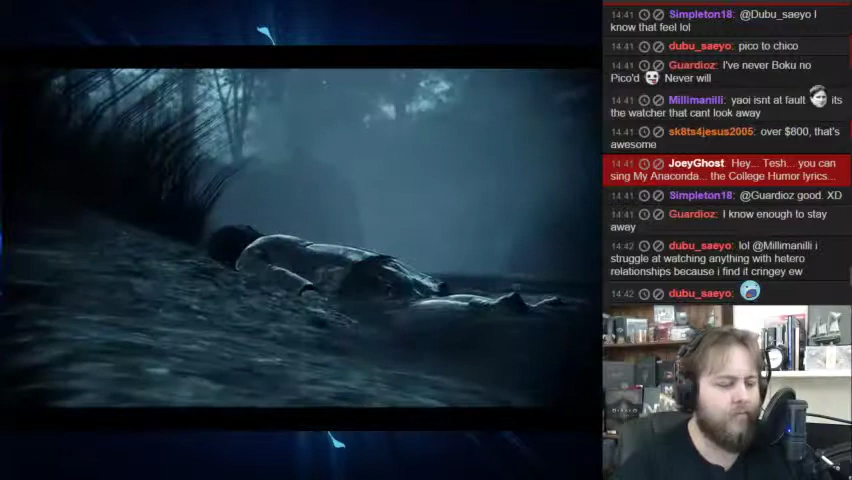 14:41 Simpleton18: @Dubu_saeyo I
know that feel lol
14:41 dubu_saeyo: pico to chico
14:41 Guardioz: I've never Boku no
Pico'd Never will
14:41 Millimanilli: yaoi isnt at fault its
the watcher that cant look away
14:41 sk8ts4jesus2005: over $800, that's
awesome
14:41 JoeyGhost: Hey... Tesh... you can
sing My Anaconda... the College Humor lyrics...
14:41 Simpleton18: @Guardioz good. XD
14:41 Guardioz: I know enough to stay
away
14:42 dubu_saeyo: lol @Millimanilli i
struggle at watching anything with hetero
relationships because i find it cringey ew
14:42 dubu_saeyo:
DIABLO